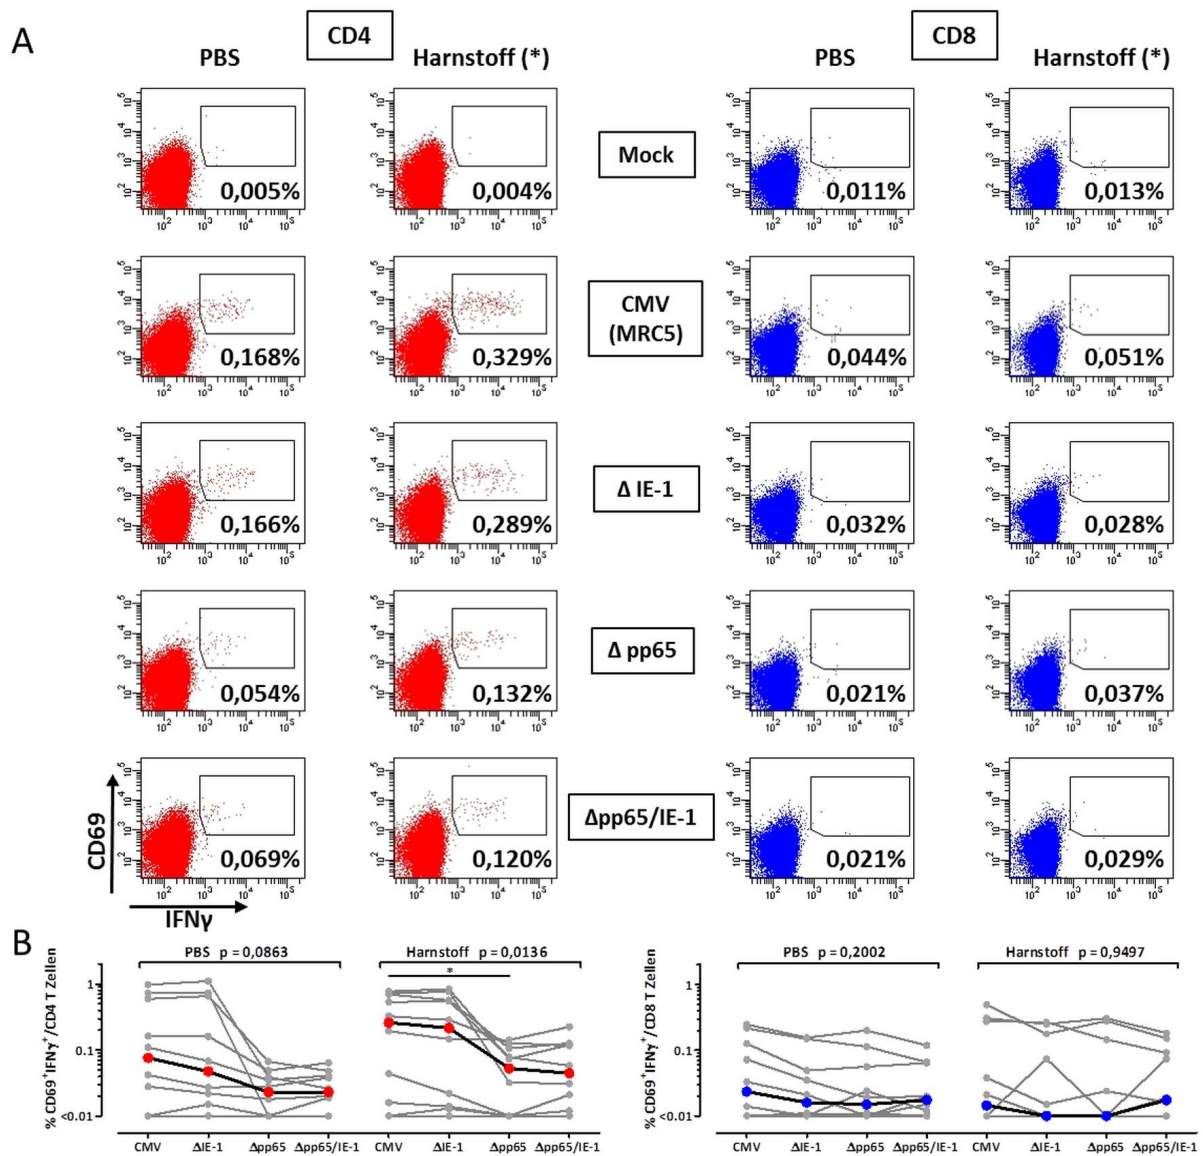 A
CD4
CD8
PBS
Harnstoff (*)
PBS
Harnstoff (*)
0,005%
0,004%
Mock
0,011%
0,013%
0,168%
0,329%
CMV
(MRC5)
0,044%
0,051%
0,166%
0,289%
Δ IE-1
0,032%
0,028%
0,054%
0,132%
Δ pp65
0,021%
0,037%
0,069%
0,120%
Δpp65/IE-1
0,021%
0,029%
CD69
IFNγ
B
PBS p = 0,0863
Harnstoff p = 0,0136
PBS p = 0,2002
Harnstoff p = 0,9497
*
% CD69⁺IFNγ⁺/CD4 T Zellen
1
0.1
<0.01
% CD69⁺IFNγ⁺/CD8 T Zellen
1
0.1
<0.01
CMV ΔIE-1 Δpp65 Δpp65/IE-1
CMV ΔIE-1 Δpp65 Δpp65/IE-1
CMV ΔIE-1 Δpp65 Δpp65/IE-1
CMV ΔIE-1 Δpp65 Δpp65/IE-1